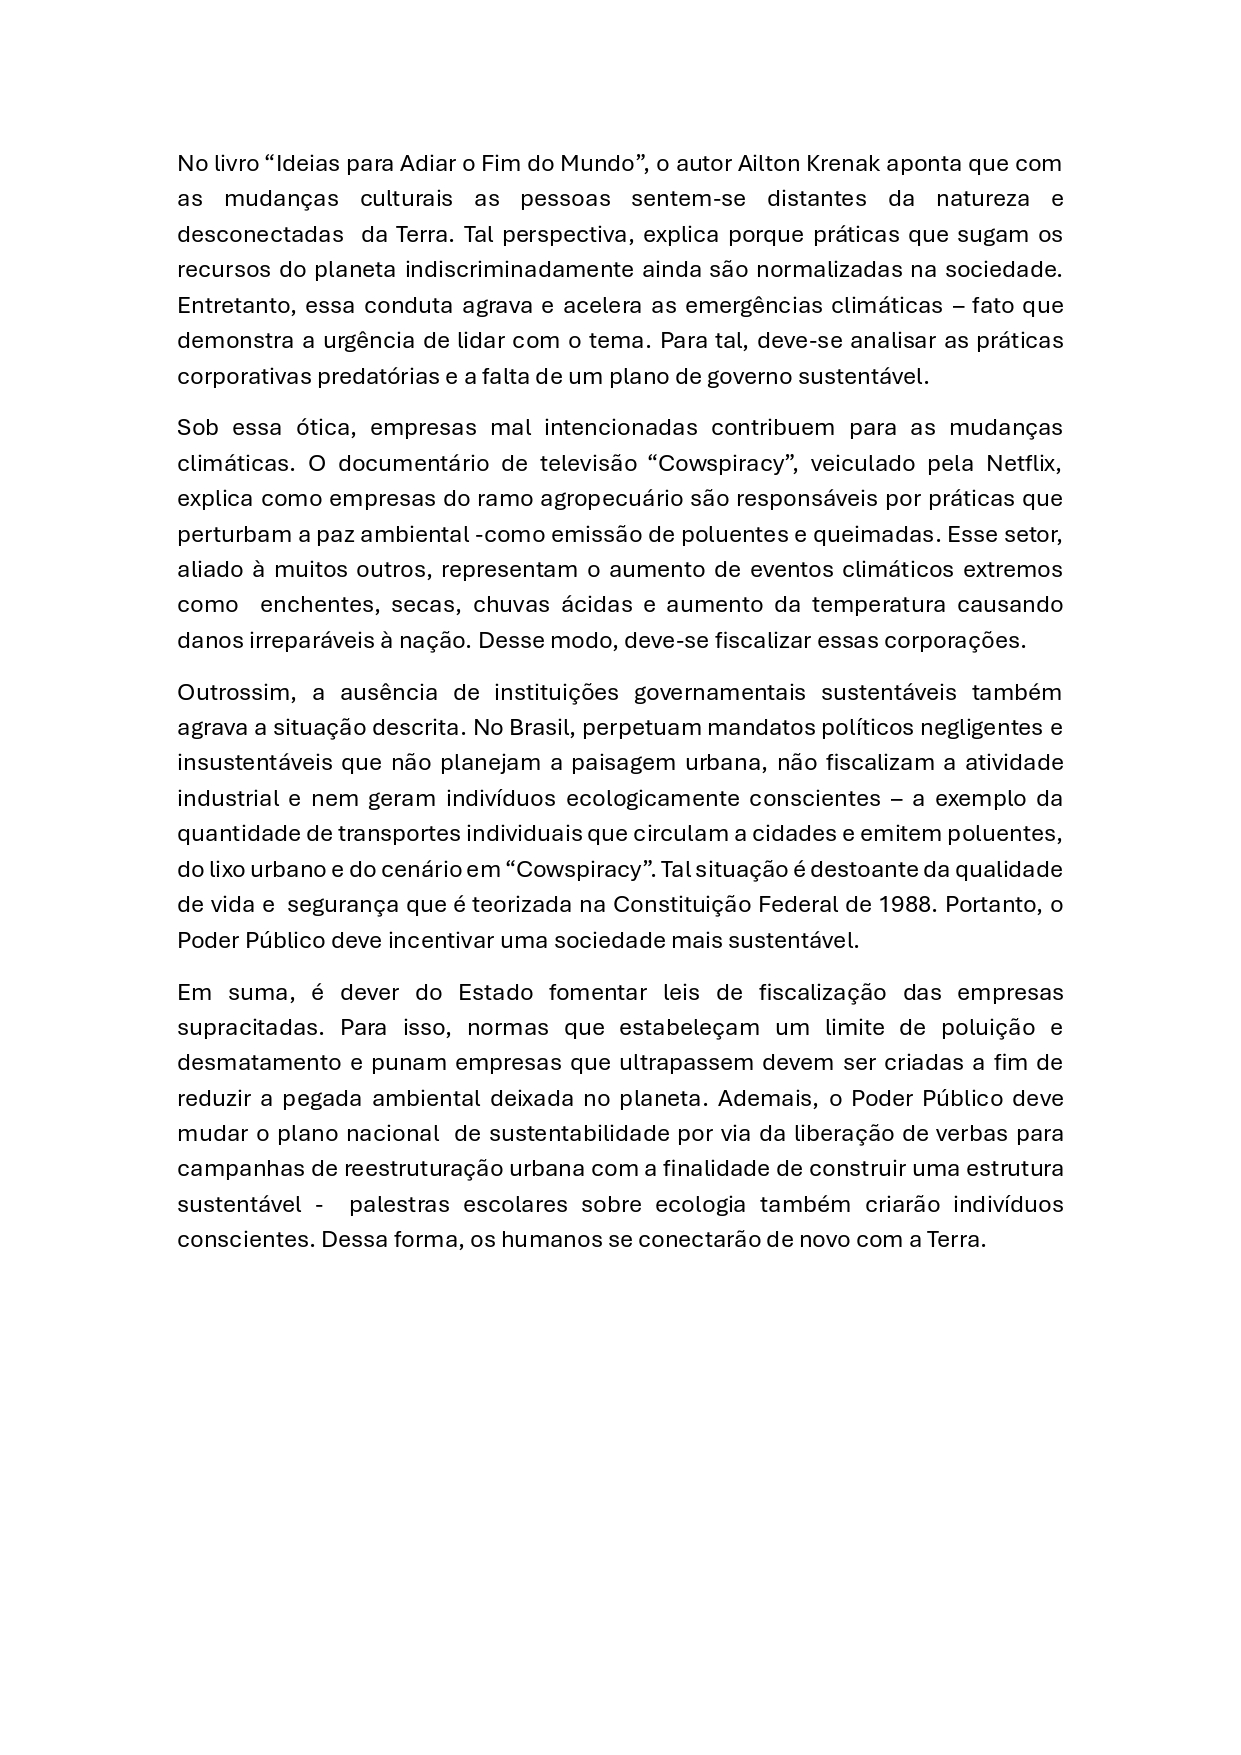 No livro “Ideias para Adiar o Fim do Mundo”, o autor Ailton Krenak aponta que com
as mudanças culturais as pessoas sentem-se distantes da natureza e
desconectadas da Terra. Tal perspectiva, explica porque práticas que sugam os
recursos do planeta indiscriminadamente ainda são normalizadas na sociedade.
Entretanto, essa conduta agrava e acelera as emergências climáticas – fato que
demonstra a urgência de lidar com o tema. Para tal, deve-se analisar as práticas
corporativas predatórias e a falta de um plano de governo sustentável.
Sob essa ótica, empresas mal intencionadas contribuem para as mudanças
climáticas. O documentário de televisão “Cowspiracy”, veiculado pela Netflix,
explica como empresas do ramo agropecuário são responsáveis por práticas que
perturbam a paz ambiental -como emissão de poluentes e queimadas. Esse setor,
aliado à muitos outros, representam o aumento de eventos climáticos extremos
como enchentes, secas, chuvas ácidas e aumento da temperatura causando
danos irreparáveis à nação. Desse modo, deve-se fiscalizar essas corporações.
Outrossim, a ausência de instituições governamentais sustentáveis também
agrava a situação descrita. No Brasil, perpetuam mandatos políticos negligentes e
insustentáveis que não planejam a paisagem urbana, não fiscalizam a atividade
industrial e nem geram indivíduos ecologicamente conscientes – a exemplo da
quantidade de transportes individuais que circulam a cidades e emitem poluentes,
do lixo urbano e do cenário em “Cowspiracy”. Tal situação é destoante da qualidade
de vida e segurança que é teorizada na Constituição Federal de 1988. Portanto, o
Poder Público deve incentivar uma sociedade mais sustentável.
Em suma, é dever do Estado fomentar leis de fiscalização das empresas
supracitadas. Para isso, normas que estabeleçam um limite de poluição e
desmatamento e punam empresas que ultrapassem devem ser criadas a fim de
reduzir a pegada ambiental deixada no planeta. Ademais, o Poder Público deve
mudar o plano nacional de sustentabilidade por via da liberação de verbas para
campanhas de reestruturação urbana com a finalidade de construir uma estrutura
sustentável - palestras escolares sobre ecologia também criarão indivíduos
conscientes. Dessa forma, os humanos se conectarão de novo com a Terra.